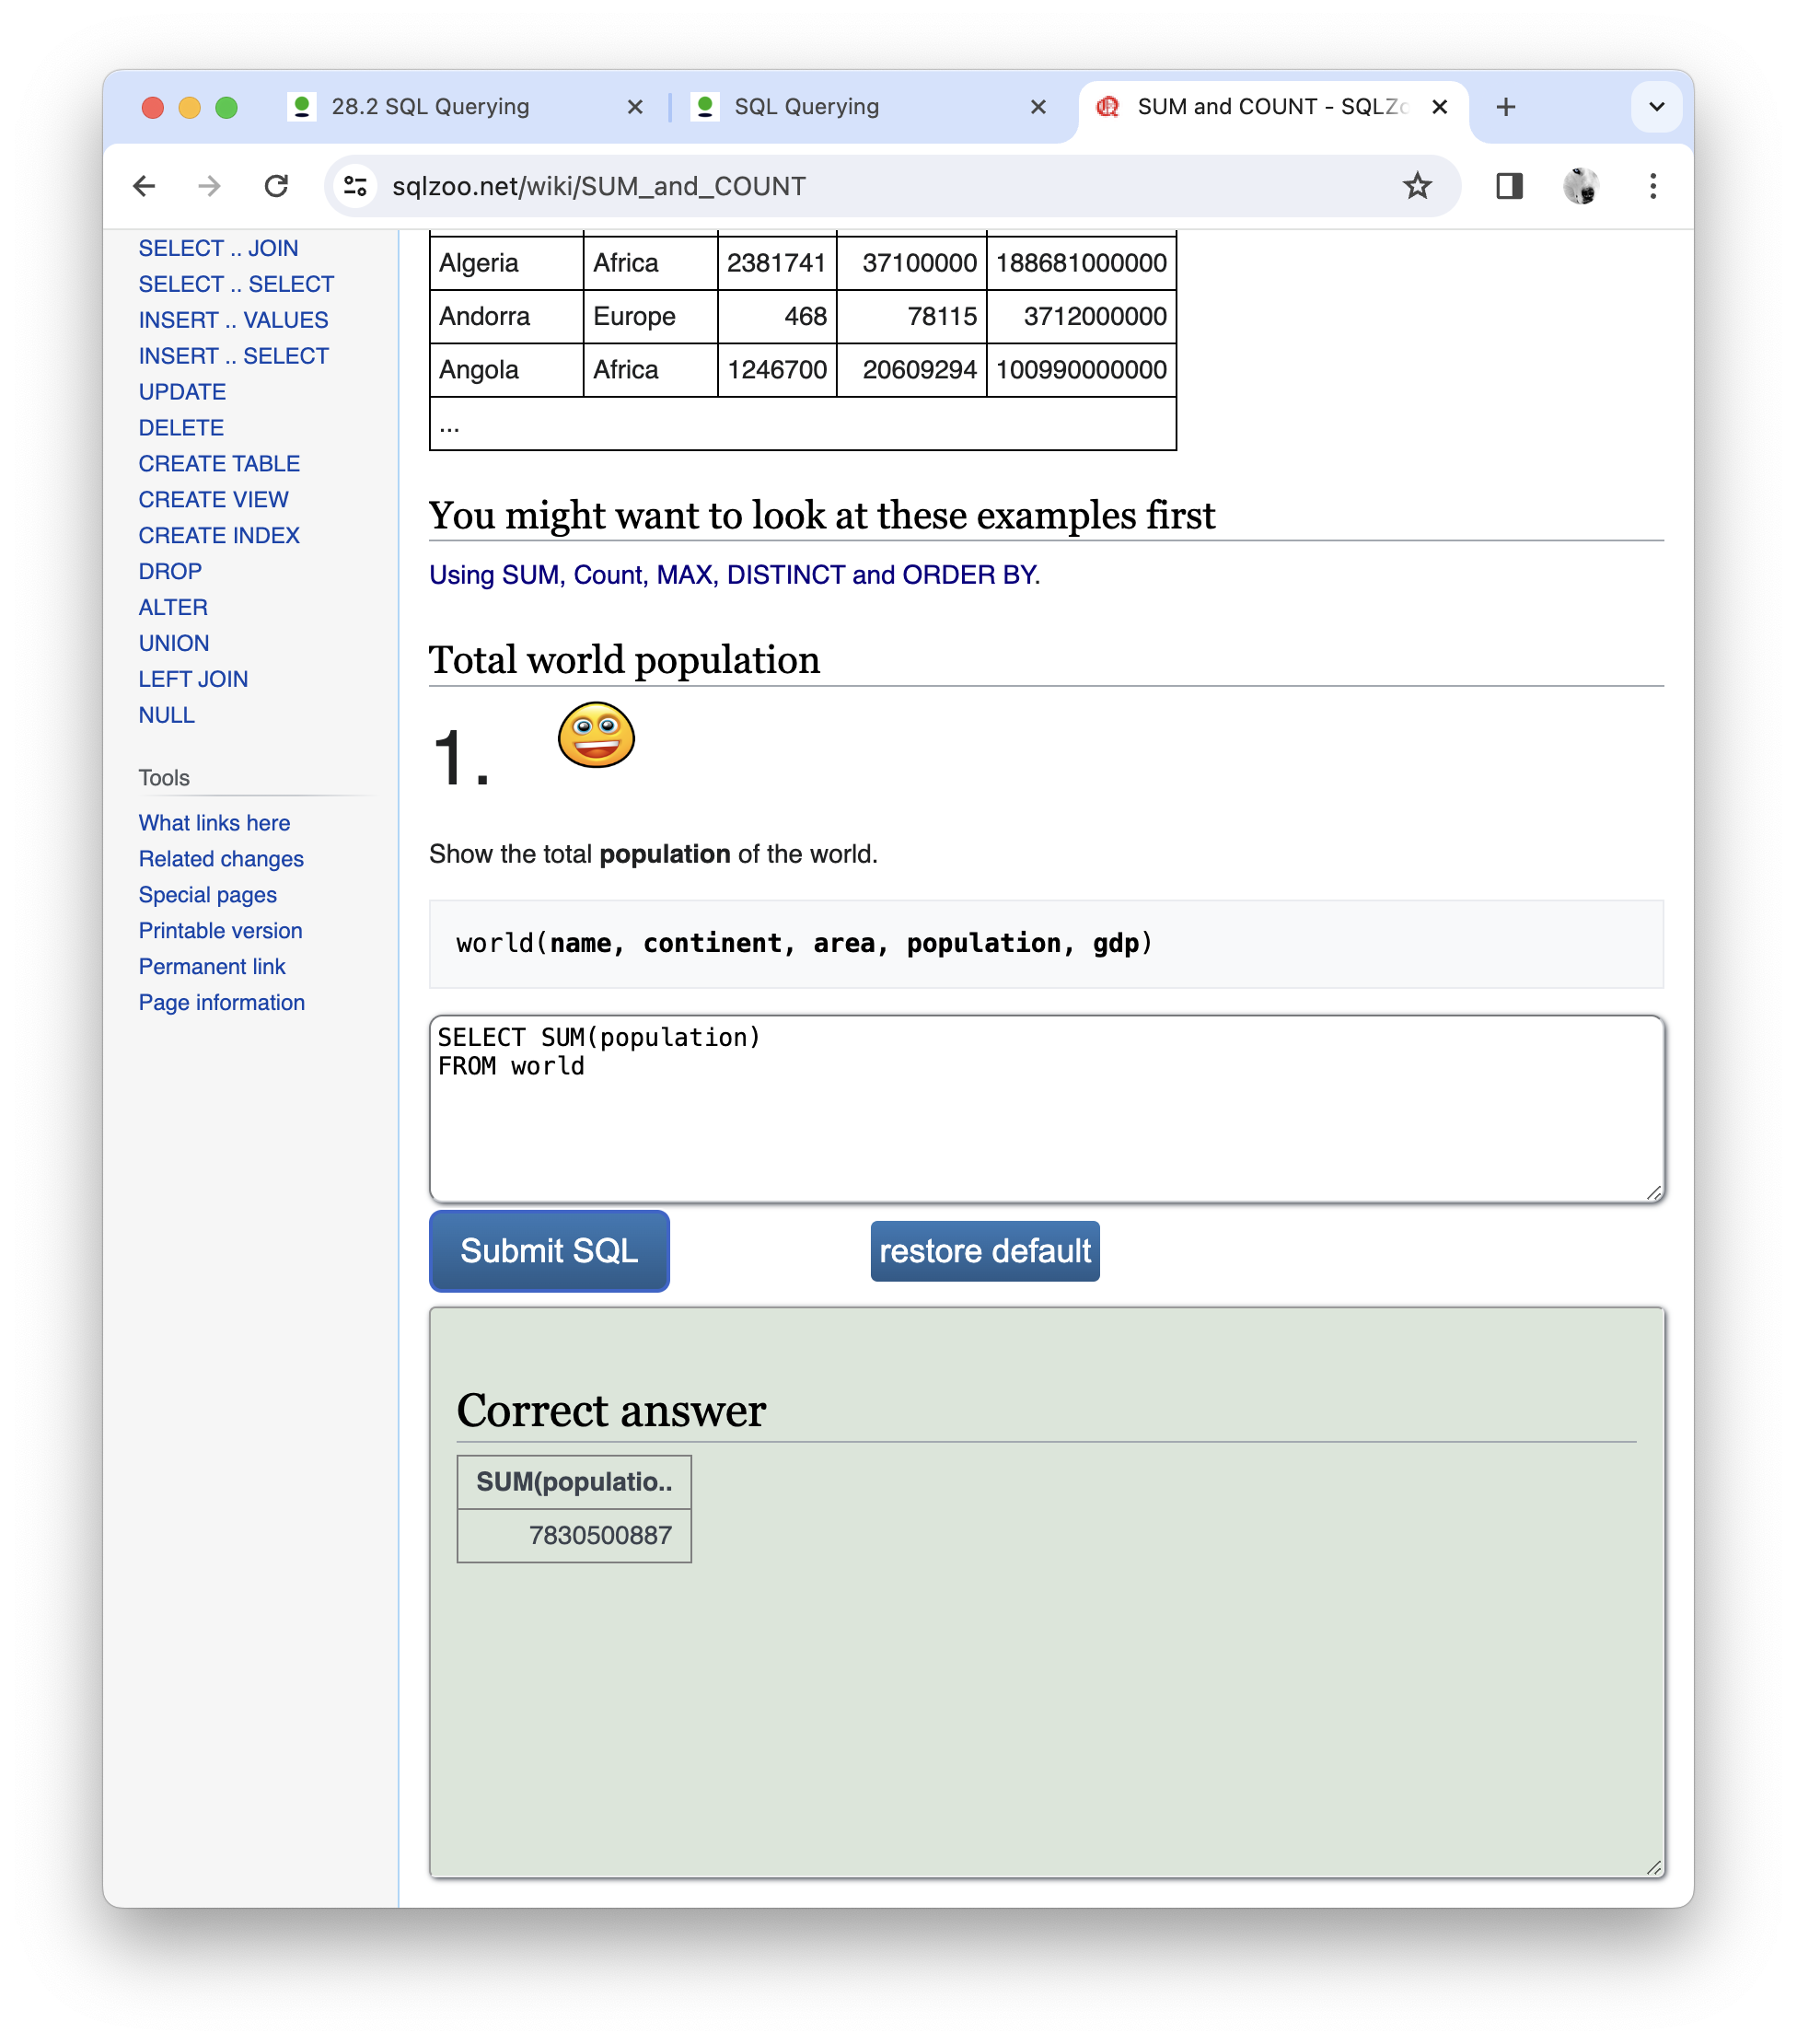 28.2 SQL Querying
SQL Querying
SUM and COUNT - SQLZo
sqlzoo.net/wiki/SUM_and_COUNT
SELECT .. JOIN
SELECT .. SELECT
INSERT .. VALUES
INSERT .. SELECT
UPDATE
DELETE
CREATE TABLE
CREATE VIEW
CREATE INDEX
DROP
ALTER
UNION
LEFT JOIN
NULL
Tools
What links here
Related changes
Special pages
Printable version
Permanent link
Page information
Algeria Africa 2381741 37100000 188681000000
Andorra Europe 468 78115 3712000000
Angola Africa 1246700 20609294 100990000000
...
You might want to look at these examples first
Using SUM, Count, MAX, DISTINCT and ORDER BY.
Total world population
1.
Show the total population of the world.
world(name, continent, area, population, gdp)
SELECT SUM(population)
FROM world
Submit SQL restore default
Correct answer
SUM(populatio..
7830500887